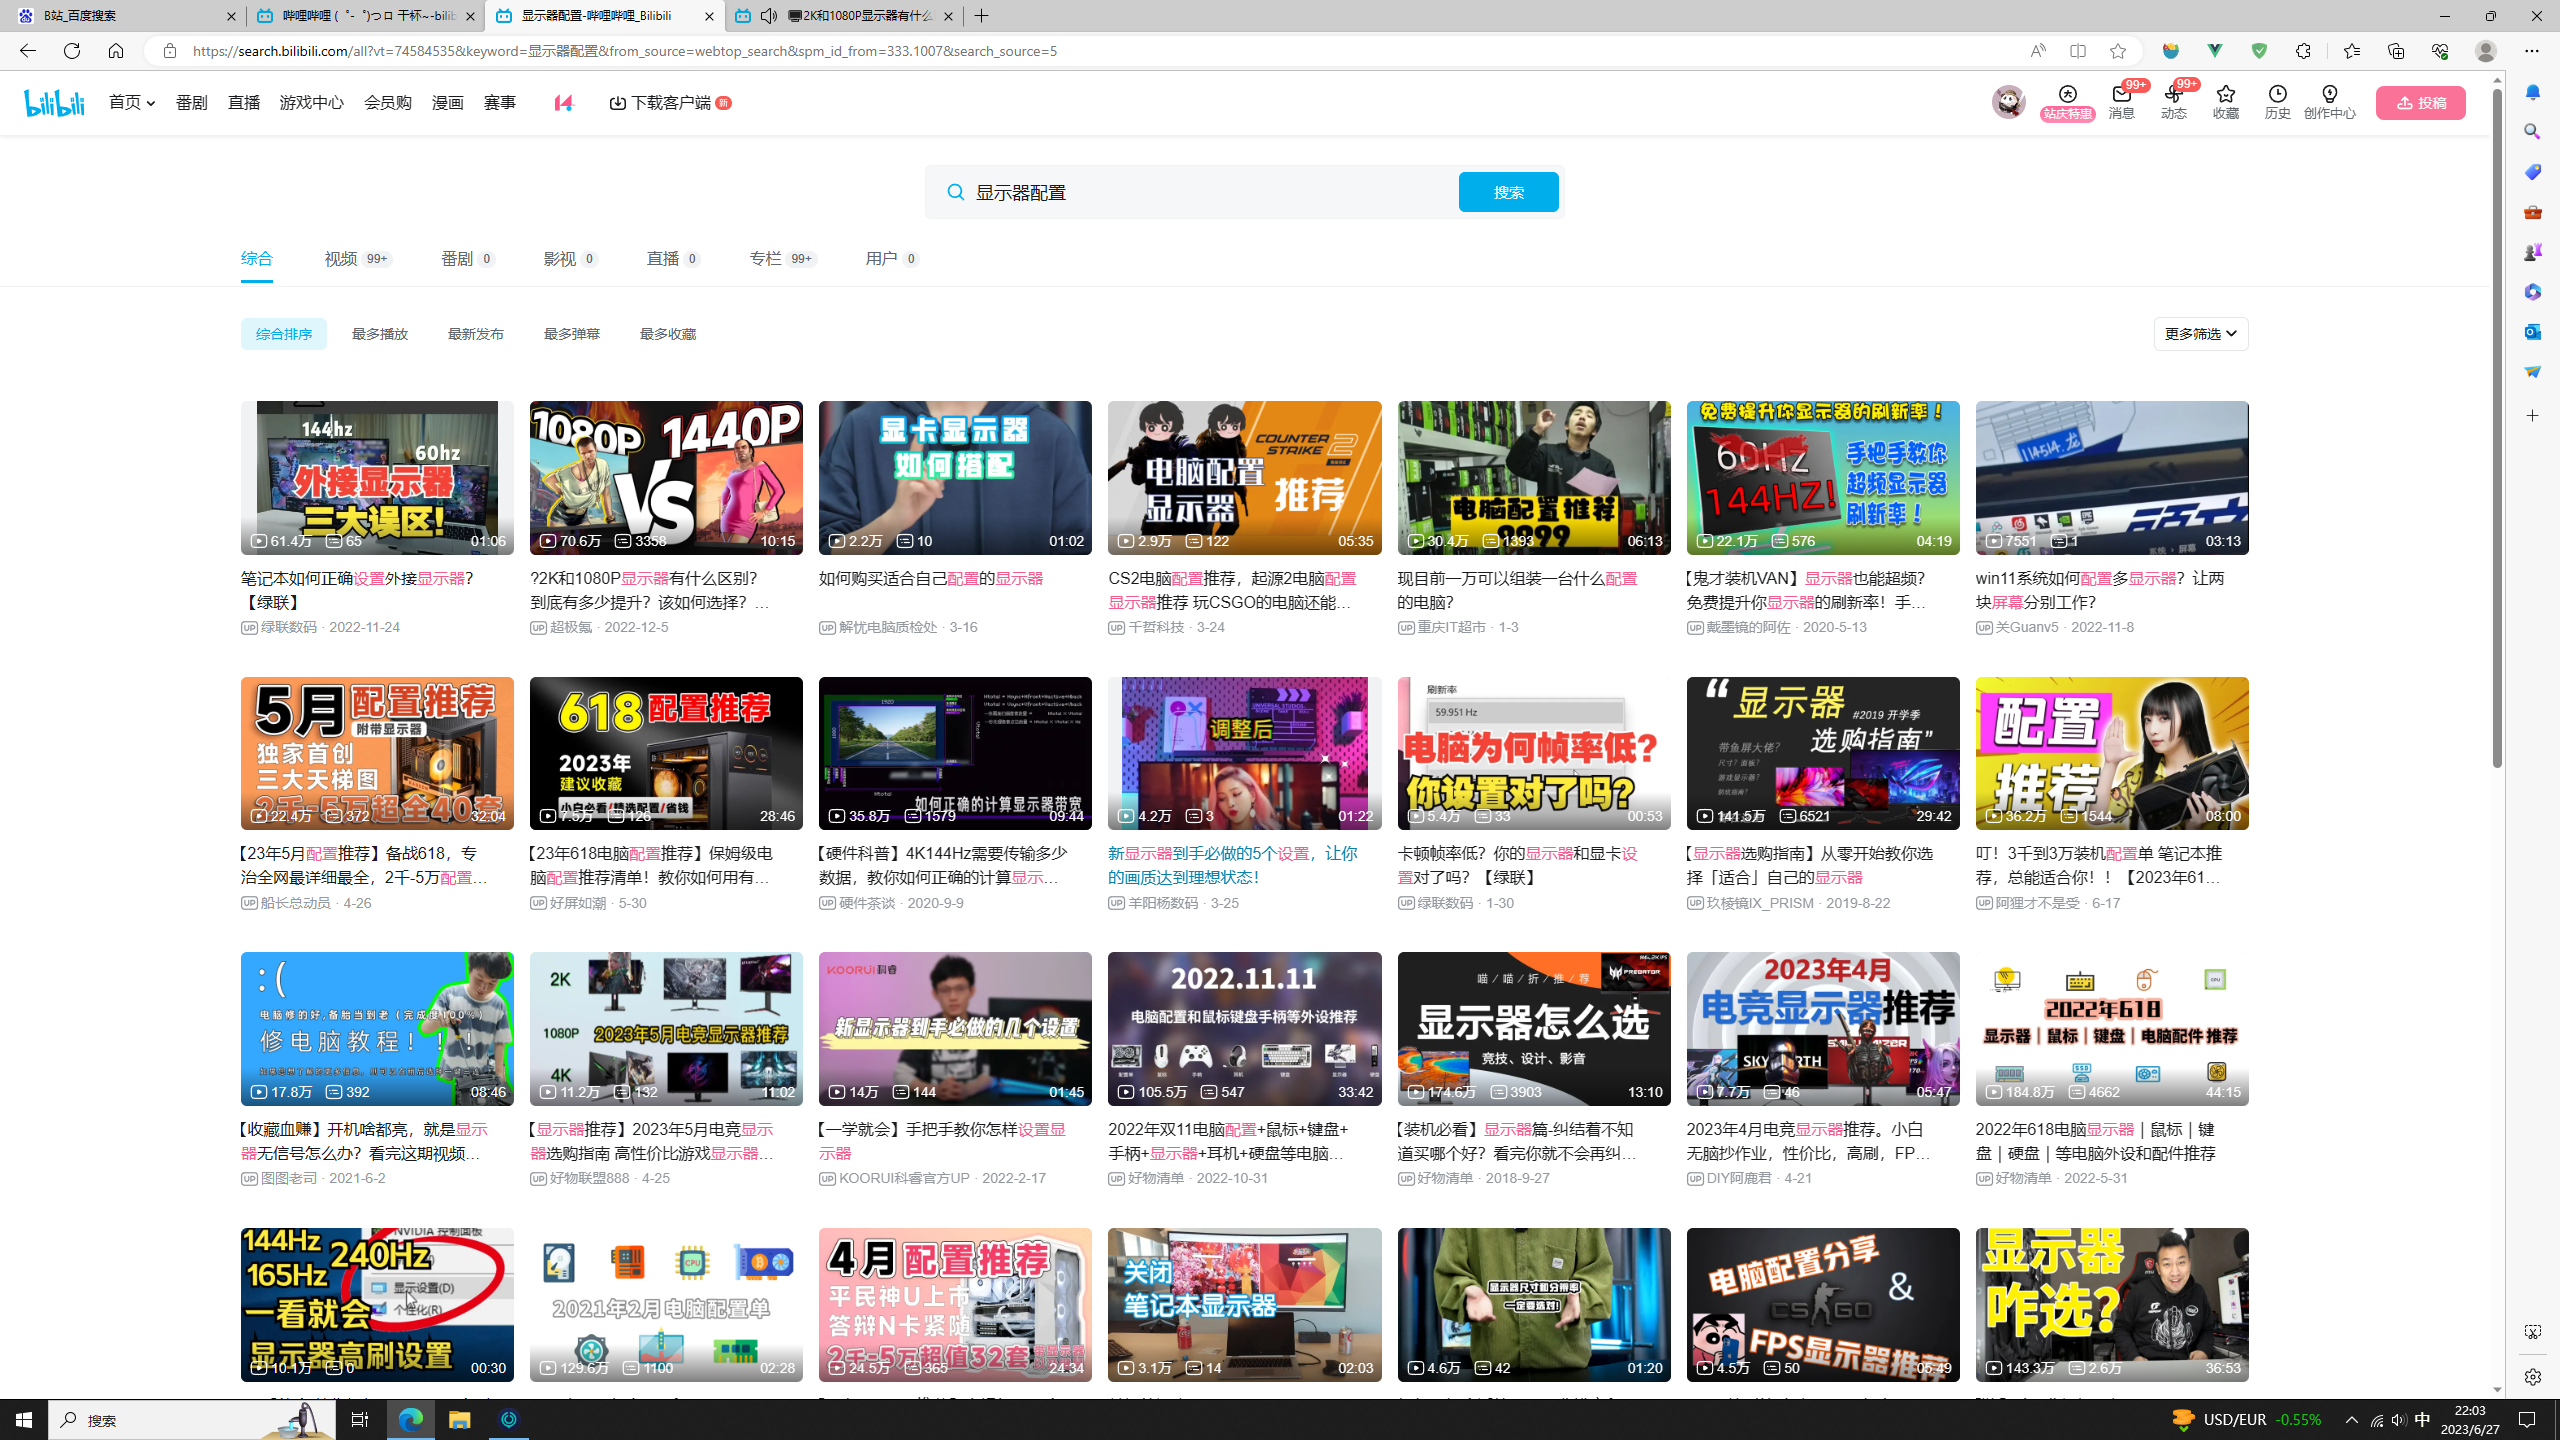 B站_百度搜索
哔哩哔哩 (゜-゜)つロ 干杯~-bilib
显示器配置-哔哩哔哩_Bilibili
2K和1080P显示器有什么
https://search.bilibili.com/all?vt=74584535&keyword=显示器配置&from_source=webtop_search&spm_id_from=333.1007&search_source=5
bilibili
首页 番剧 直播 游戏中心 会员购 漫画 赛事 下载客户端 新
站庆特惠 99+ 消息 99+ 动态 收藏 历史 创作中心 投稿
显示器配置 搜索
综合 视频 99+ 番剧 0 影视 0 直播 0 专栏 99+ 用户 0
综合排序 最多播放 最新发布 最多弹幕 最多收藏 更多筛选
144hz
60hz
外接显示器
三大误区!
61.4万 65 01:06
笔记本如何正确设置外接显示器?
【绿联】
绿联数码 · 2022-11-24
1080P 1440P
VS
70.6万 3358 10:15
?2K和1080P显示器有什么区别?
到底有多少提升？该如何选择？...
超极氪 · 2022-12-5
显卡显示器
如何搭配
2.2万 10 01:02
如何购买适合自己配置的显示器
解忧电脑质检处 · 3-16
COUNTER
STRIKE 2
电脑配置
显示器 推荐
2.9万 122 05:35
CS2电脑配置推荐，起源2电脑配置
显示器推荐 玩CSGO的电脑还能...
千哲科技 · 3-24
电脑配置推荐
9999
30.4万 1393 06:13
现目前一万可以组装一台什么配置
的电脑？
重庆IT超市 · 1-3
免费提升你显示器的刷新率！
60HZ
144HZ!
手把手教你
超频显示器
刷新率！
22.1万 576 04:19
【鬼才装机VAN】显示器也能超频？
免费提升你显示器的刷新率！手...
戴墨镜的阿佐 · 2020-5-13
114514.龙
7551 1 03:13
win11系统如何配置多显示器？让两
块屏幕分别工作?
关Guanv5 · 2022-11-8
5月配置推荐
附带显示器
独家首创
三大天梯图
2千-5万超全40套
22.4万 372 32:04
【23年5月配置推荐】备战618，专
治全网最详细最全，2千-5万配置...
船长总动员 · 4-26
618配置推荐
2023年
建议收藏
小白必看/精选配置/省钱
7.5万 126 28:46
【23年618电脑配置推荐】保姆级电
脑配置推荐清单！教你如何用有...
好屏如潮 · 5-30
1920
如何正确的计算显示器带宽
35.8万 1579 09:44
【硬件科普】4K144Hz需要传输多少
数据，教你如何正确的计算显示...
硬件茶谈 · 2020-9-9
调整后
4.2万 3 01:22
新显示器到手必做的5个设置，让你
的画质达到理想状态！
羊阳杨数码 · 3-25
刷新率
59.951 Hz
电脑为何帧率低?
你设置对了吗?
5.4万 33 00:53
卡顿帧率低？你的显示器和显卡设
置对了吗？【绿联】
绿联数码 · 1-30
“显示器
#2019 开学季
选购指南”
带鱼屏大佬?
尺寸? 面板?
游戏显示器?
141.5万 6521 29:42
【显示器选购指南】从零开始教你选
择「适合」自己的显示器
玖棱镜IX_PRISM · 2019-8-22
配置
推荐
36.2万 1544 08:00
叮！3千到3万装机配置单 笔记本推
荐，总能适合你！！【2023年61...
阿狸才不是受 · 6-17
:(
电脑修的好,备胎当到老（完成度100%）
修电脑教程！！！
17.8万 392 08:46
【收藏血赚】开机啥都亮，就是显示
器无信号怎么办？看完这期视频...
图图老司 · 2021-6-2
2K
1080P 2023年5月电竞显示器推荐
4K
11.2万 132 11:02
【显示器推荐】2023年5月电竞显示
器选购指南 高性价比游戏显示器...
好物联盟888 · 4-25
KOORUI科睿
新显示器到手必做的几个设置
14万 144 01:45
【一学就会】手把手教你怎样设置显
示器
KOORUI科睿官方UP · 2022-2-17
2022.11.11
电脑配置和鼠标键盘手柄等外设推荐
105.5万 547 33:42
2022年双11电脑配置+鼠标+键盘+
手柄+显示器+耳机+硬盘等电脑...
好物清单 · 2022-10-31
喵/喵/折/推/荐
PREDATOR
显示器怎么选
竞技、设计、影音
174.6万 3903 13:10
【装机必看】显示器篇-纠结着不知
道买哪个好？看完你就不会再纠...
好物清单 · 2018-9-27
2023年4月
电竞显示器推荐
7.7万 46 05:47
2023年4月电竞显示器推荐。小白
无脑抄作业，性价比，高刷，FP...
DIY阿鹿君 · 4-21
CPU
2022年618
显示器｜鼠标｜键盘｜电脑配件 推荐
184.8万 4662 44:15
2022年618电脑显示器｜鼠标｜键
盘｜硬盘｜等电脑外设和配件推荐
好物清单 · 2022-5-31
NVIDIA 控制面板
144Hz 240Hz
165Hz
显示设置(D)
一看就会 个性化(R)
显示器高刷设置
10.1万 0 00:30
CPU
2021年2月电脑配置单
129.6万 1100 02:28
4月配置推荐
平民神U上市
答辩N卡紧随
2千-5万超值32套
24.5万 365 24:34
关闭
笔记本显示器
3.1万 14 02:03
显示器尺寸和分辨率
一定要选对!
4.6万 42 01:20
电脑配置分享
&
CS GO
FPS显示器推荐
4.5万 50 05:49
显示器
咋选?
143.3万 2.6万 36:53
搜索
USD/EUR -0.55%
中
22:03
2023/6/27